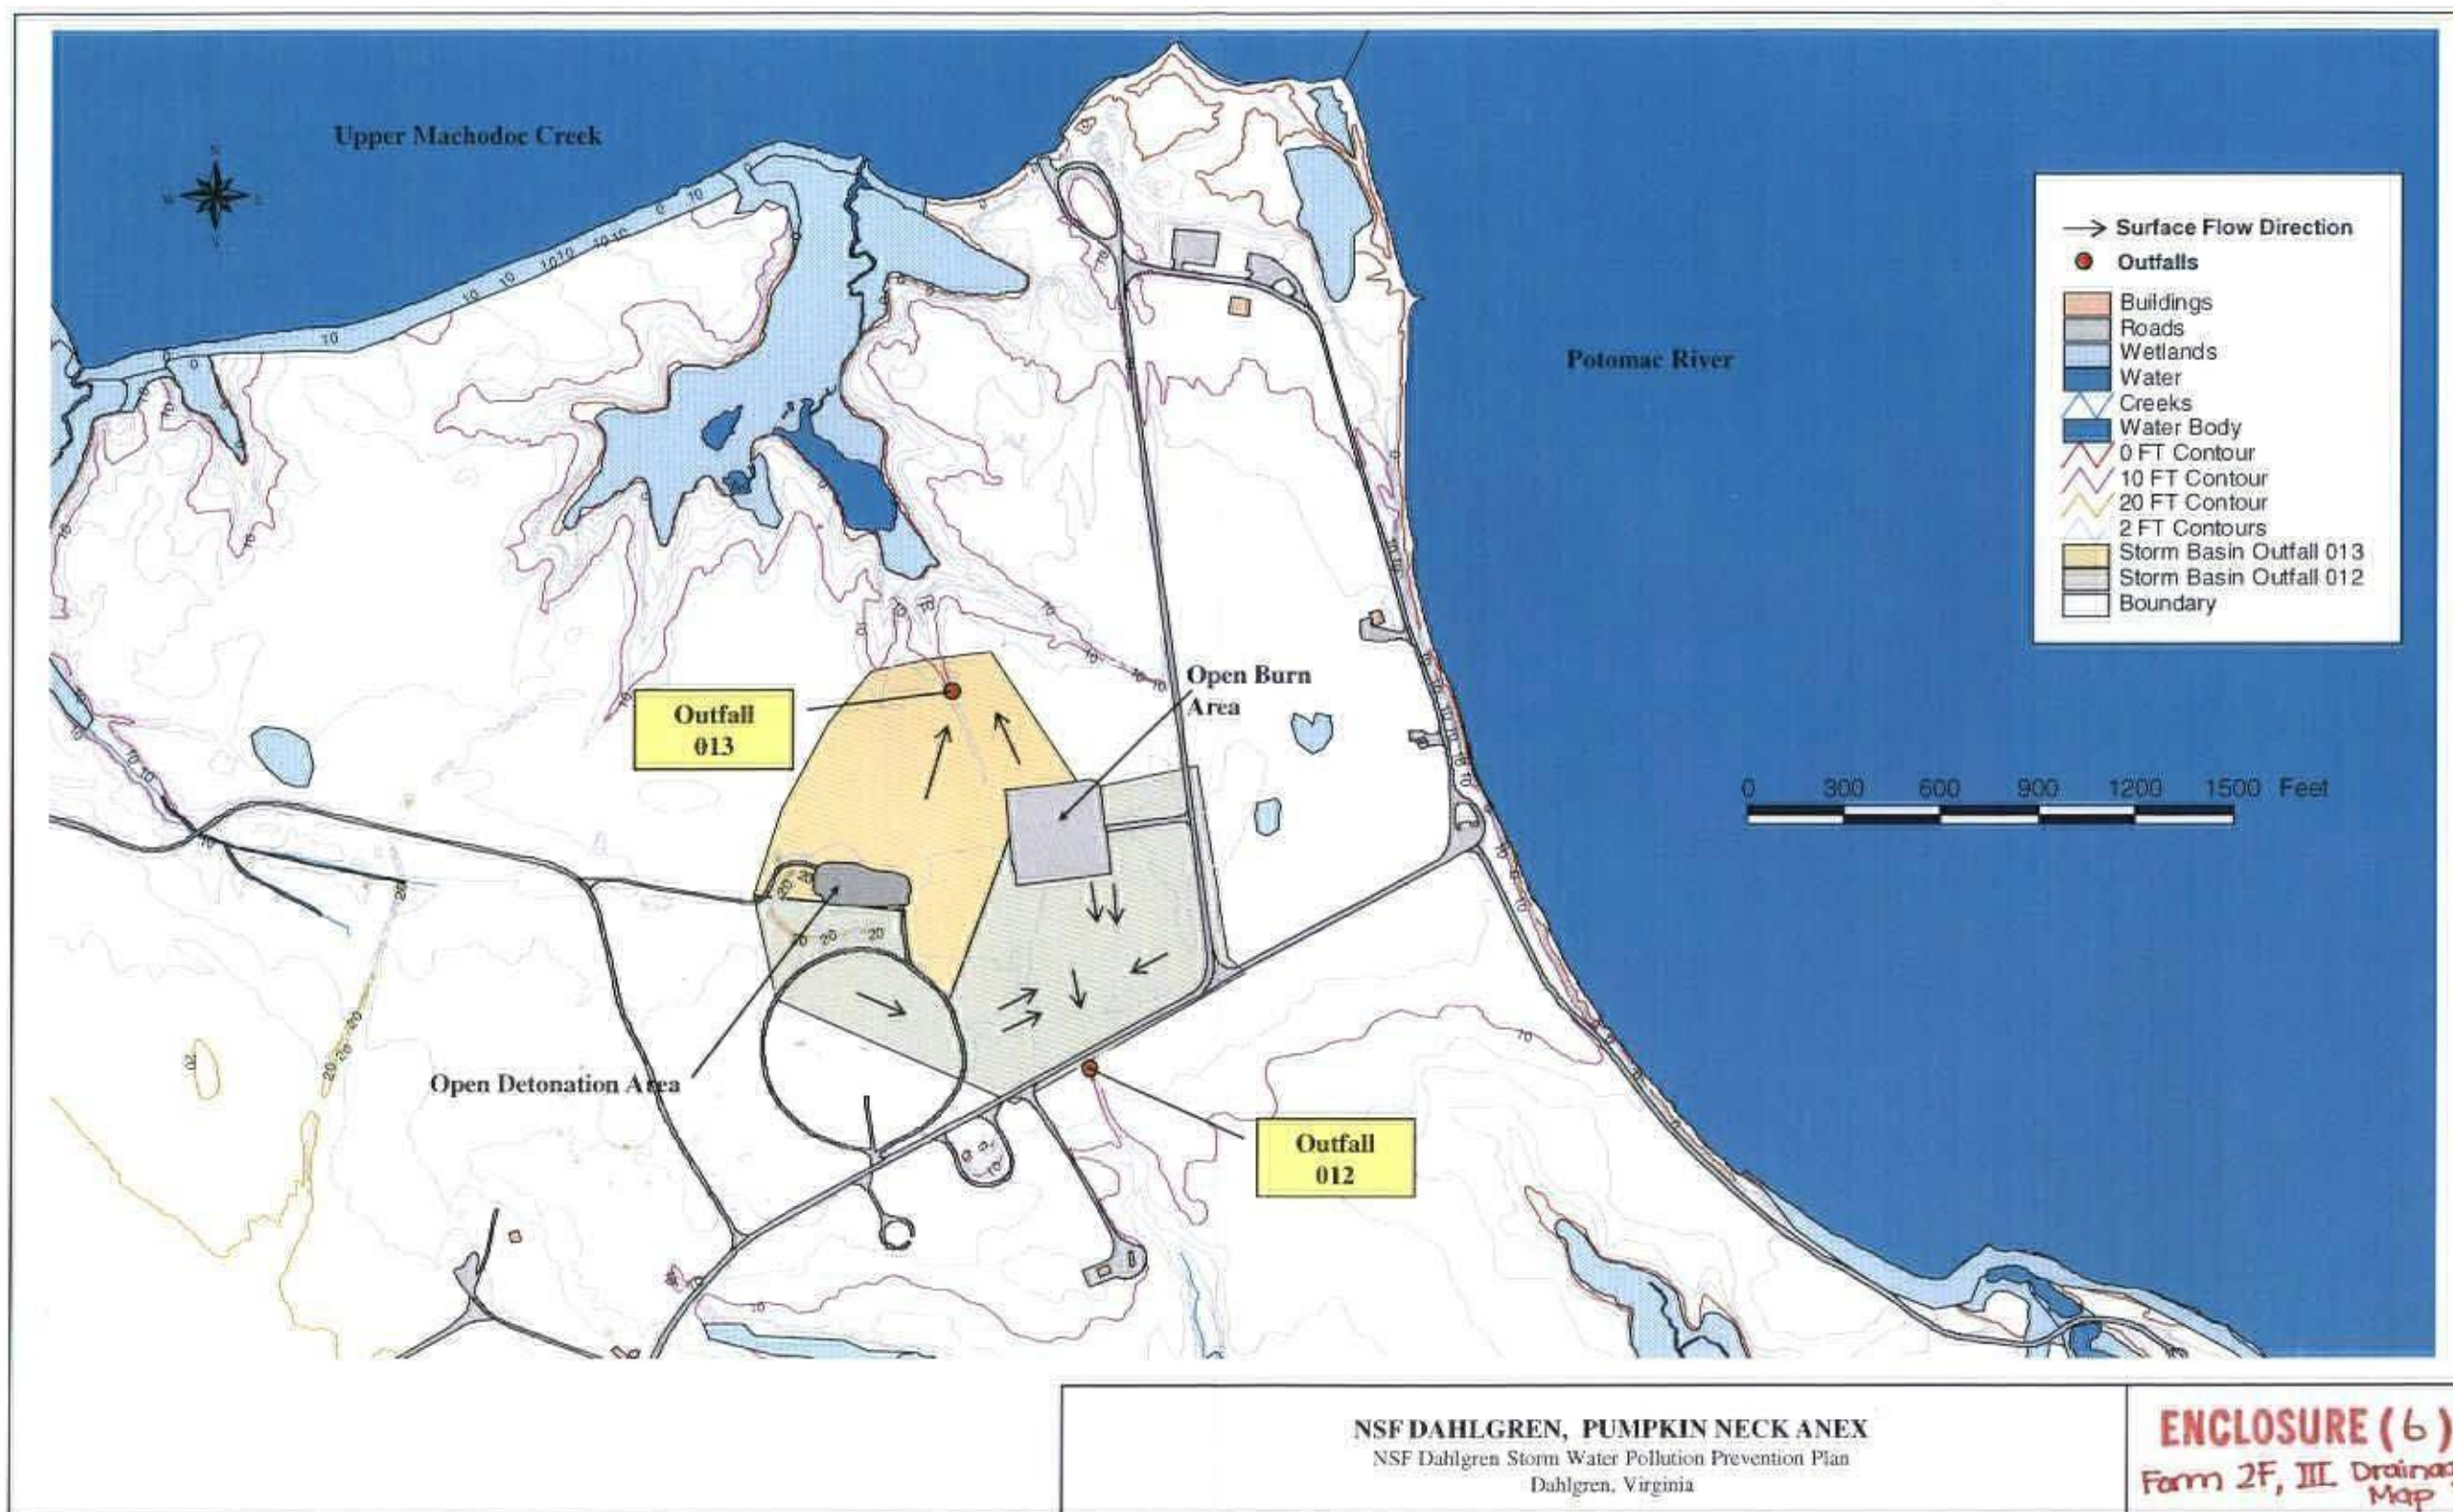 Upper Machodoc Creek
N
Potomac River
Surface Flow Direction
Outfalls
Buildings
Roads
Wetlands
Water
Creeks
Water Body
0 FT Contour
10 FT Contour
20 FT Contour
2 FT Contours
Storm Basin Outfall 013
Storm Basin Outfall 012
Boundary
Open Burn
Area
Outfall
013
0 300 600 900 1200 1500 Feet
Open Detonation Area
Outfall
012
NSF DAHLGREN, PUMPKIN NECK ANEX
NSF Dahlgren Storm Water Pollution Prevention Plan
Dahlgren, Virginia
ENCLOSURE (6)
Form 2F, III Drainag
Map